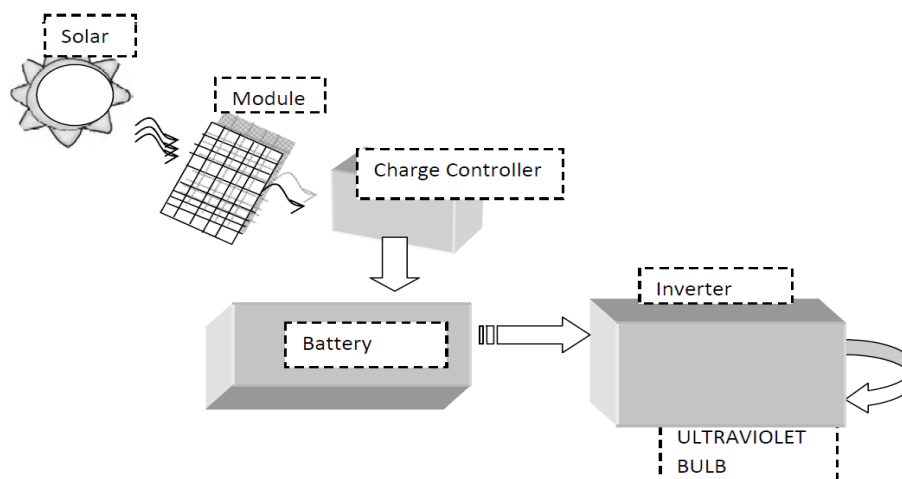 Solar
Module
Charge Controller
Inverter
Battery
ULTRAVIOLET
BULB